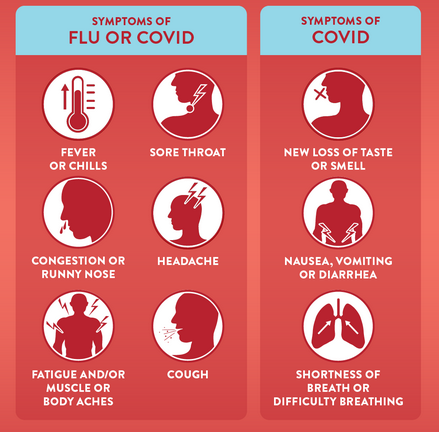 SYMPTOMS OF
FLU OR COVID
FEVER
OR CHILLS
SORE THROAT
CONGESTION OR
RUNNY NOSE
HEADACHE
FATIGUE AND/OR
MUSCLE OR
BODY ACHES
COUGH
SYMPTOMS OF
COVID
NEW LOSS OF TASTE
OR SMELL
NAUSEA, VOMITING
OR DIARRHEA
SHORTNESS OF
BREATH OR
DIFFICULTY BREATHING